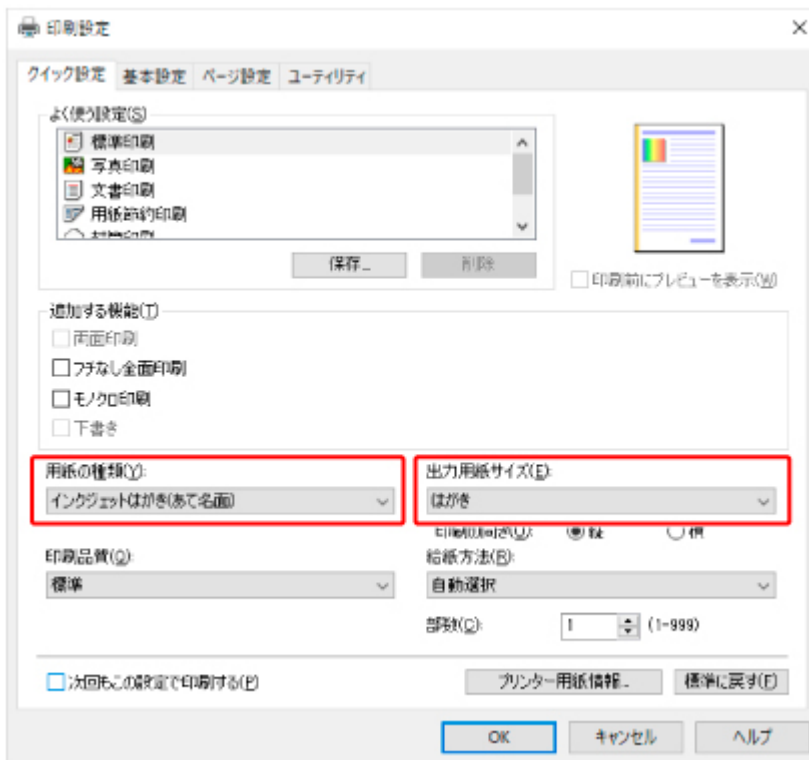 印刷設定
クイック設定 基本設定 ページ設定 ユーティリティ
よく使う設定(S)
標準印刷
写真印刷
文書印刷
用紙節約印刷
封筒印刷
保存...
削除
印刷前にプレビューを表示(W)
追加する機能(T)
両面印刷
フチなし全面印刷
モノクロ印刷
下書き
用紙の種類(Y):
インクジェットはがき(あて名面)
出力用紙サイズ(E):
はがき
印刷の向き(U): 縦 横
印刷品質(Q):
標準
給紙方法(R):
自動選択
部数(C): 1 (1-999)
次回もこの設定で印刷する(P)
プリンター用紙情報...
標準に戻す(F)
OK キャンセル ヘルプ